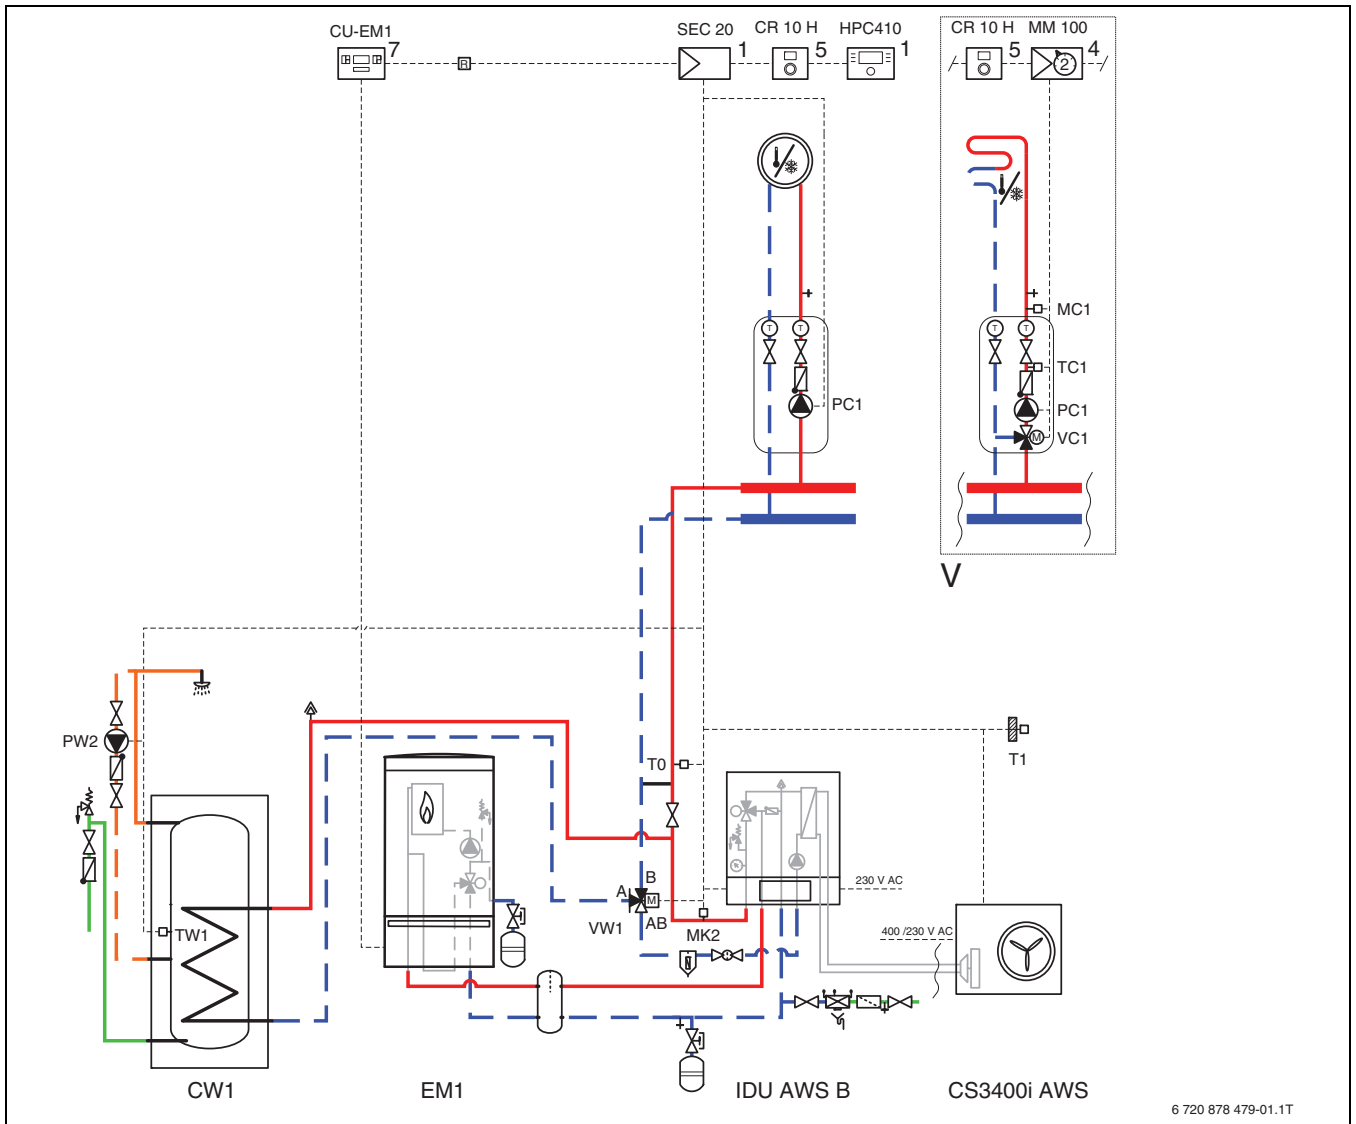 CU-EM1
7
R
SEC 20
1
CR 10 H
5
HPC410
1
CR 10 H
5
MM 100
2
4
T
T
PC1
MC1
T
T
TC1
PC1
M
VC1
V
PW2
T0
T1
A
B
M
AB
VW1
MK2
230 V AC
400 /230 V AC
TW1
CW1
EM1
IDU AWS B
CS3400i AWS
6 720 878 479-01.1T